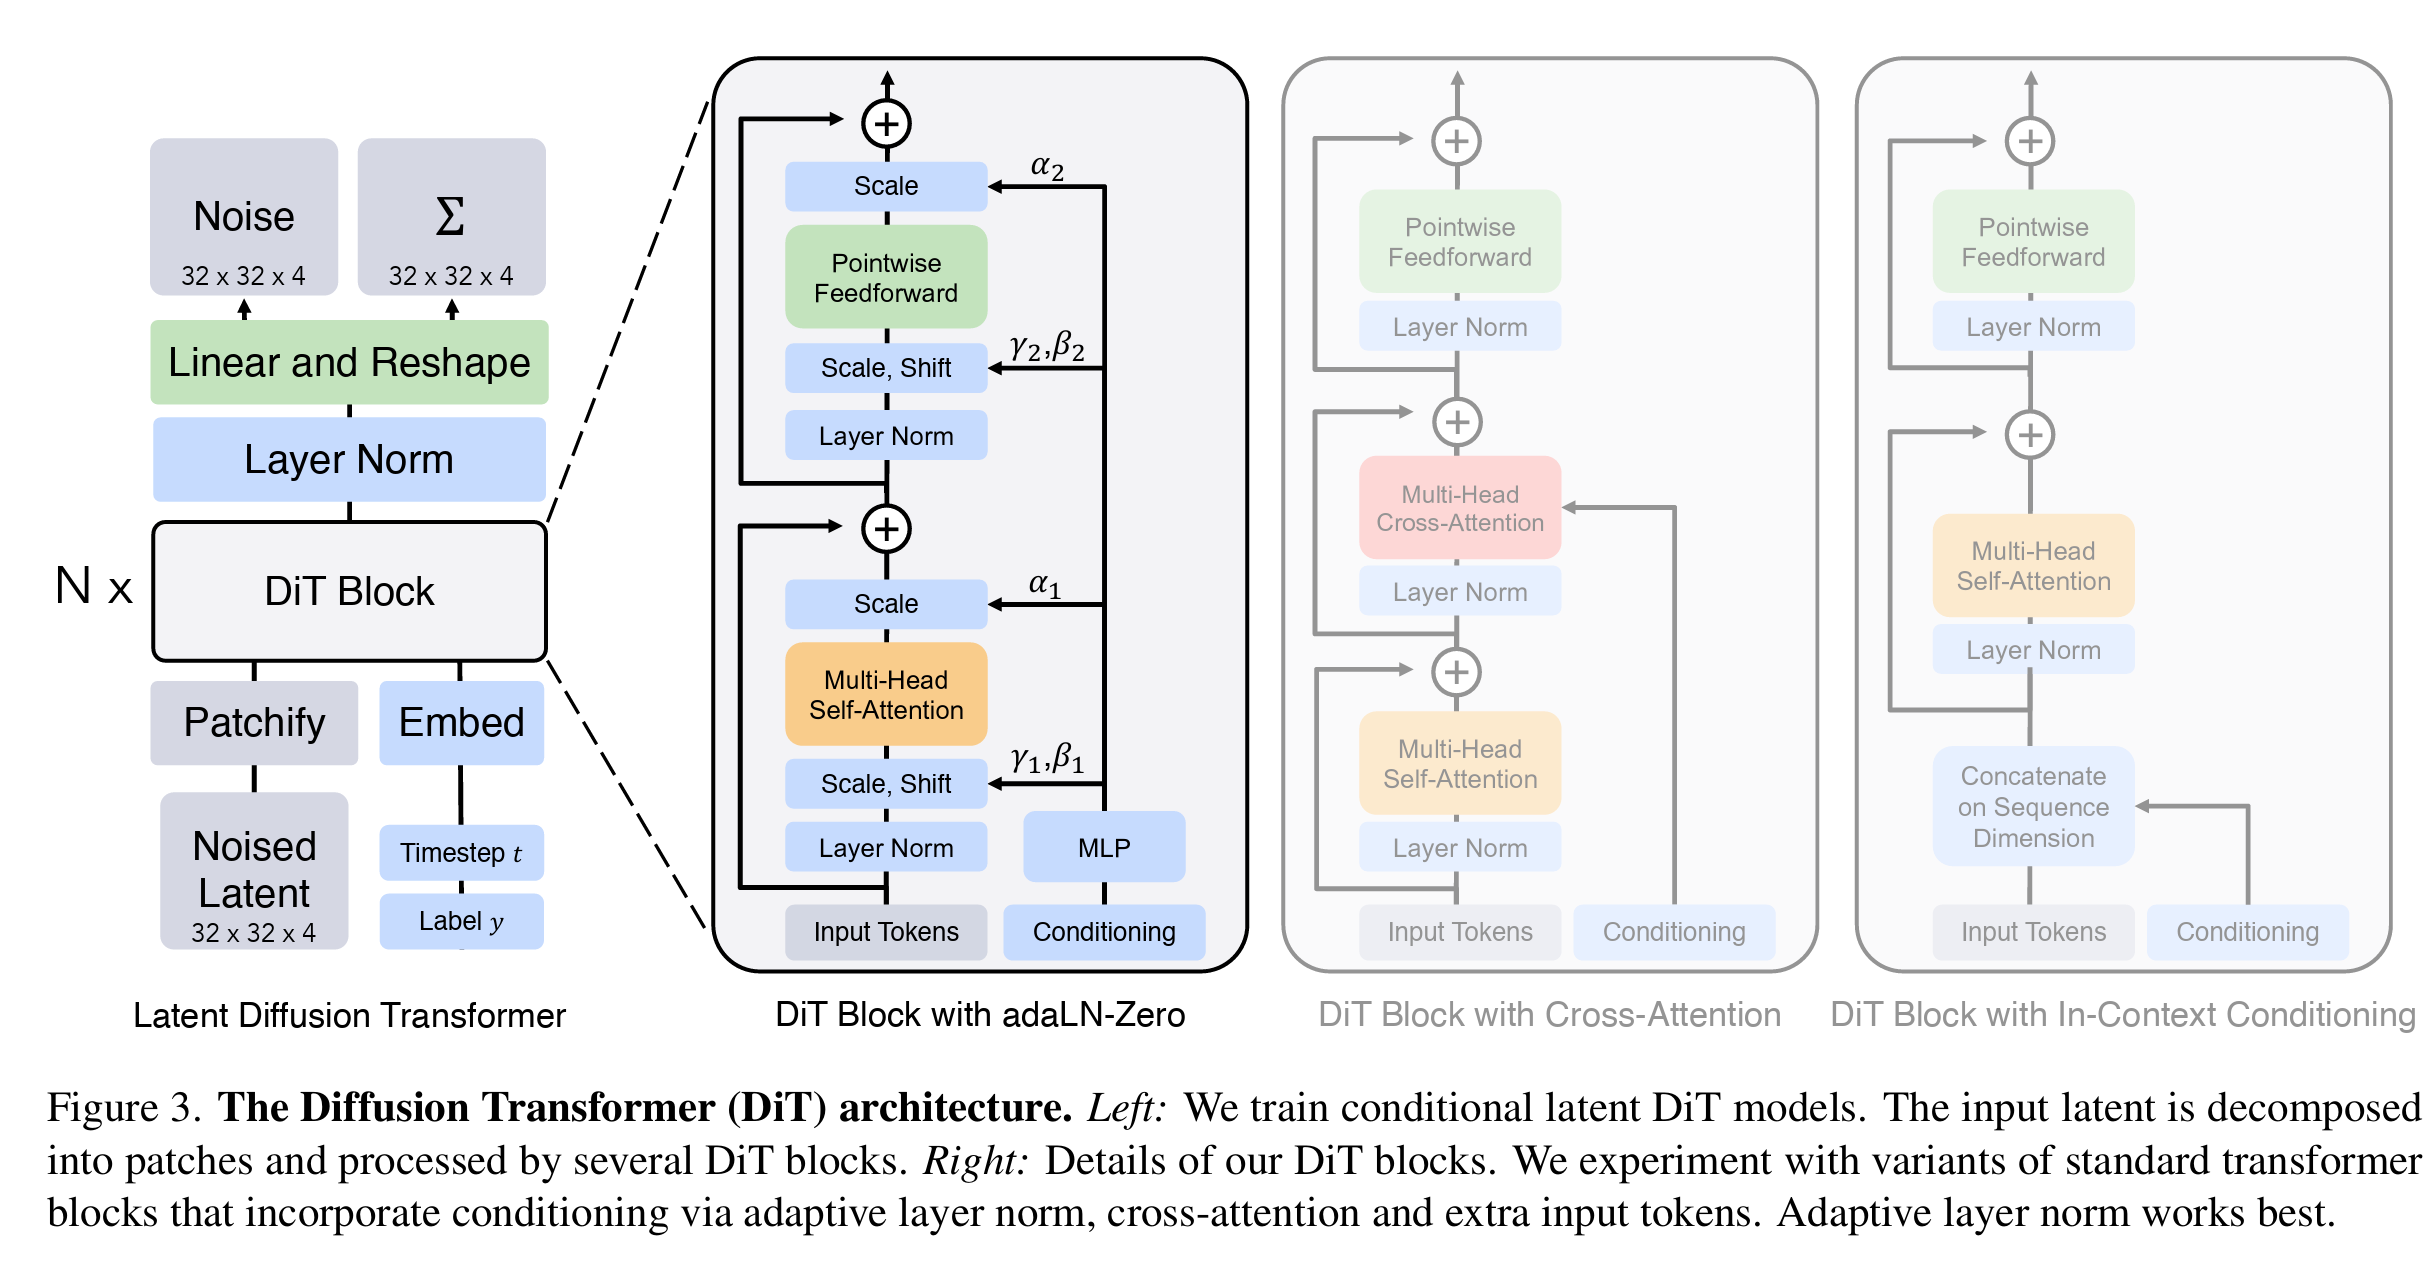 Noise
32 x 32 x 4
Σ
32 x 32 x 4
Linear and Reshape
Layer Norm
N x
DiT Block
Patchify
Embed
Noised
Latent
32 x 32 x 4
Timestep t
Label y
Latent Diffusion Transformer
+
Scale
α₂
Pointwise
Feedforward
γ₂,β₂
Scale, Shift
Layer Norm
+
Scale
α₁
Multi-Head
Self-Attention
γ₁,β₁
Scale, Shift
Layer Norm
MLP
Input Tokens
Conditioning
DiT Block with adaLN-Zero
+
Pointwise
Feedforward
Layer Norm
+
Multi-Head
Cross-Attention
Layer Norm
+
Multi-Head
Self-Attention
Layer Norm
Input Tokens
Conditioning
DiT Block with Cross-Attention
+
Pointwise
Feedforward
Layer Norm
+
Multi-Head
Self-Attention
Layer Norm
Concatenate
on Sequence
Dimension
Input Tokens
Conditioning
DiT Block with In-Context Conditioning
Figure 3. The Diffusion Transformer (DiT) architecture. Left: We train conditional latent DiT models. The input latent is decomposed
into patches and processed by several DiT blocks. Right: Details of our DiT blocks. We experiment with variants of standard transformer
blocks that incorporate conditioning via adaptive layer norm, cross-attention and extra input tokens. Adaptive layer norm works best.